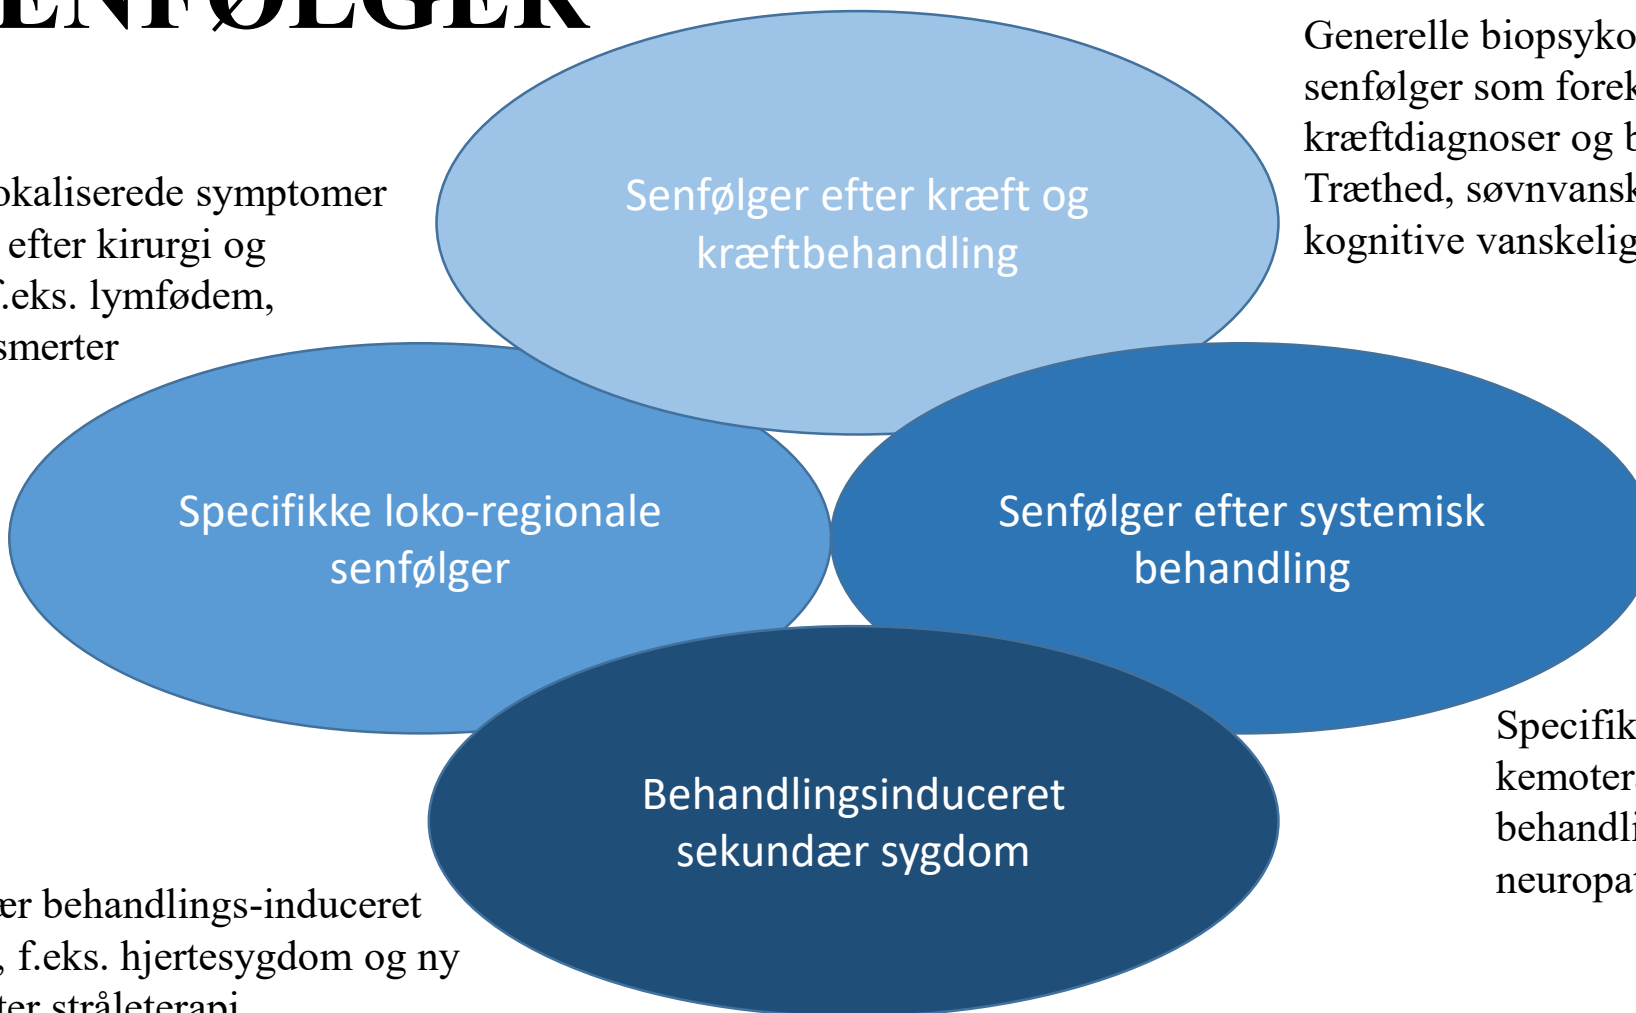 ENFØLGER
Generelle biopsyko
senfølger som forek
kræftdiagnoser og b
Træthed, søvnvansk
kognitive vanskelig
okaliserede symptomer
efter kirurgi og
f.eks. lymfødem,
smerter
Senfølger efter kræft og
kræftbehandling
Specifikke loko-regionale
senfølger
Senfølger efter systemisk
behandling
Behandlingsinduceret
sekundær sygdom
Specifik
kemoter
behandli
neuropat
ær behandlings-induceret
, f.eks. hjertesygdom og ny
ter stråleterapi